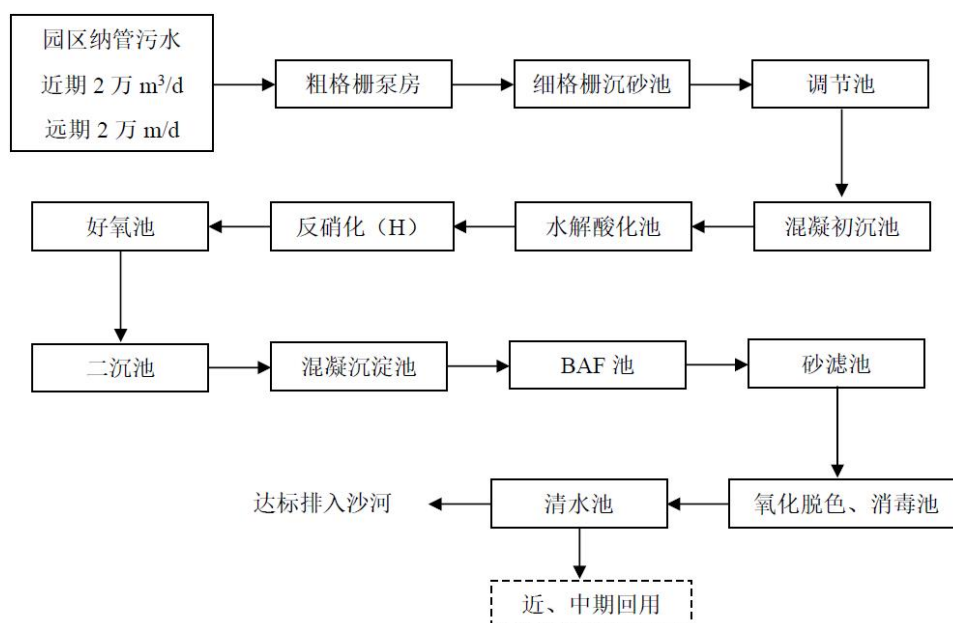 园区纳管污水
近期 2 万 m³/d
远期 2 万 m/d
粗格栅泵房
细格栅沉砂池
调节池
好氧池
反硝化（H）
水解酸化池
混凝初沉池
二沉池
混凝沉淀池
BAF 池
砂滤池
达标排入沙河
清水池
氧化脱色、消毒池
近、中期回用